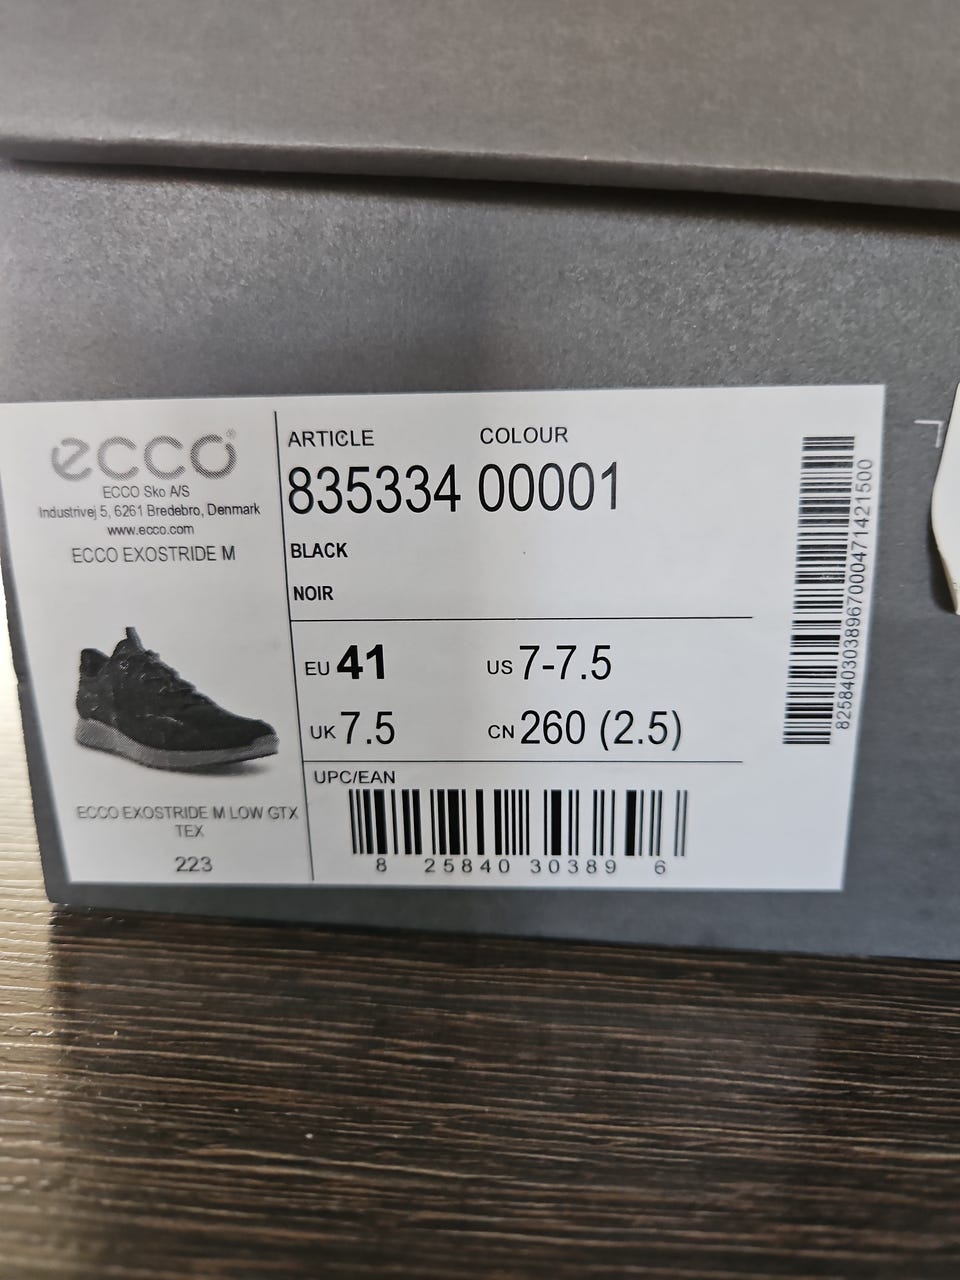 ecco®
ECCO Sko A/S
Industrivej 5, 6261 Bredebro, Denmark
www.ecco.com
ECCO EXOSTRIDE M
ECCO EXOSTRIDE M LOW GTX
TEX
223
ARTICLE COLOUR
835334 00001
BLACK
NOIR
EU 41 US 7-7.5
UK 7.5 CN 260 (2.5)
UPC/EAN
8 25840 30389 6
8258403038967000471421500